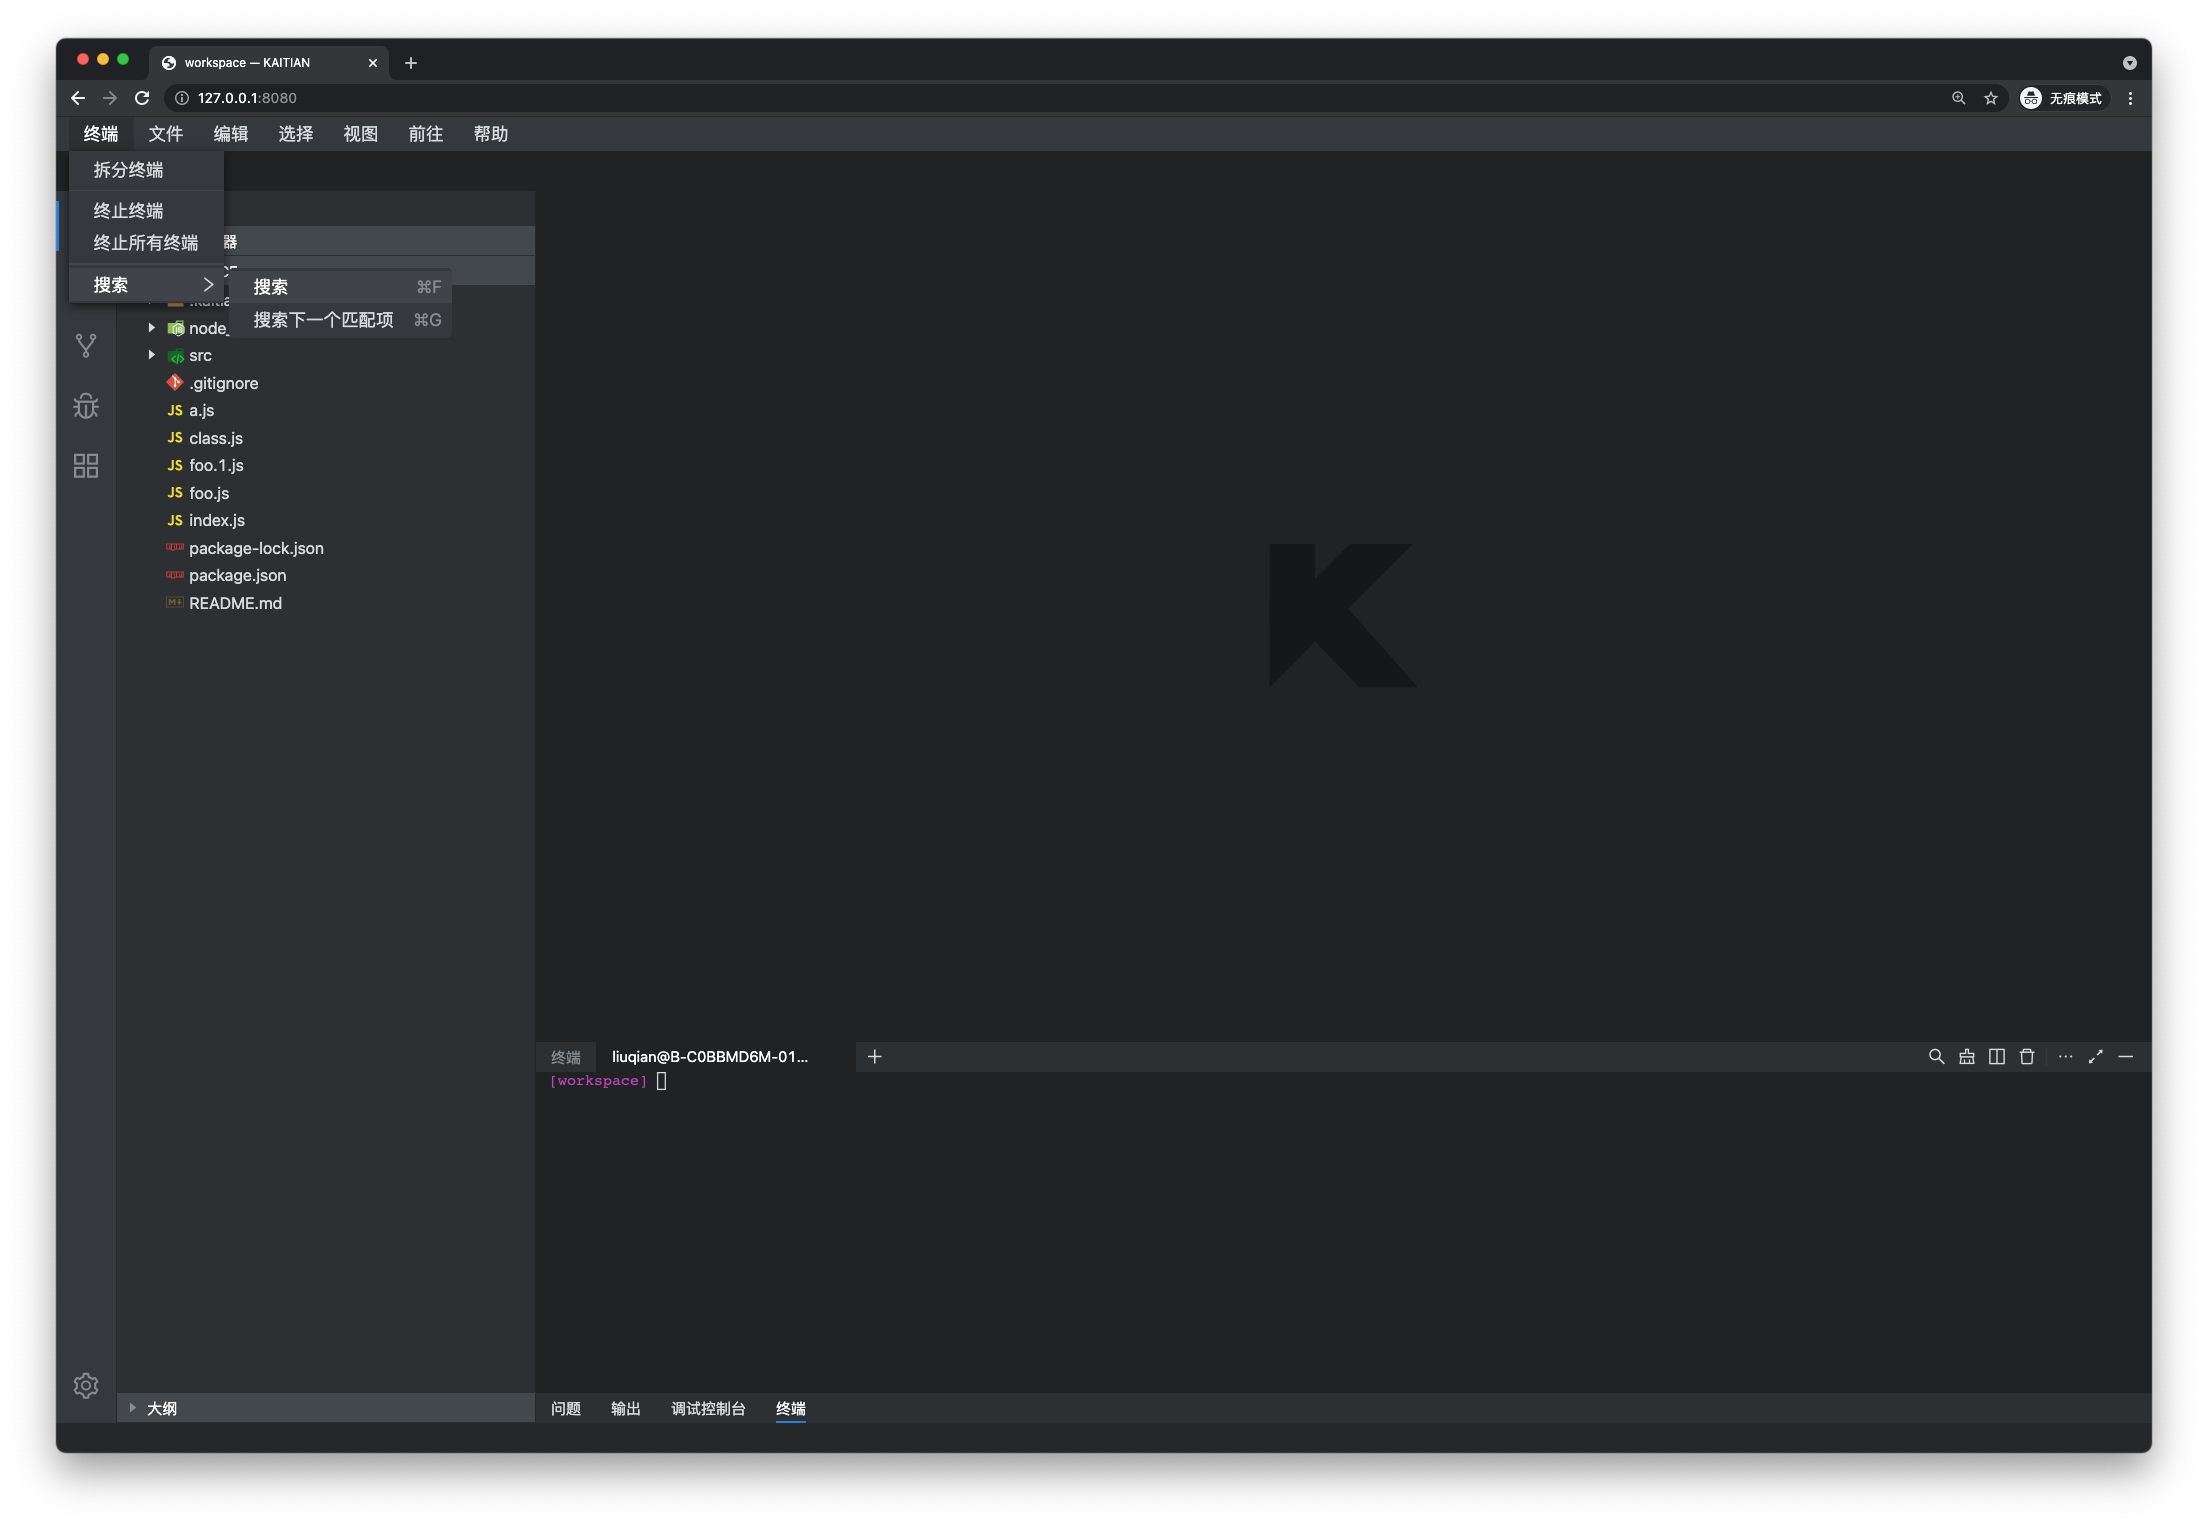 workspace — KAITIAN
127.0.0.1:8080
无痕模式
终端 文件 编辑 选择 视图 前往 帮助
拆分终端
终止终端
终止所有终端
器
搜索
搜索 ⌘F
搜索下一个匹配项 ⌘G
node_
src
.gitignore
JS a.js
JS class.js
JS foo.1.js
JS foo.js
JS index.js
package-lock.json
package.json
README.md
终端 liuqian@B-C0BBMD6M-01...
[workspace]
大纲
问题 输出 调试控制台 终端